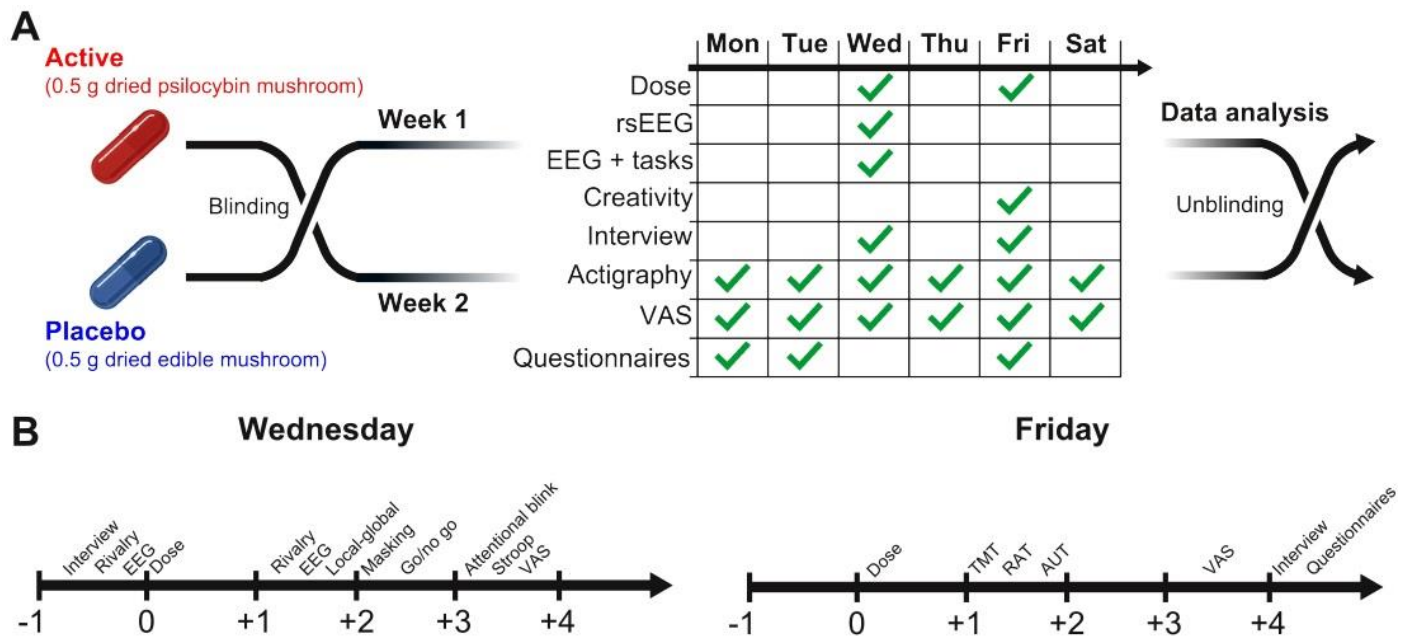 A
Active
(0.5 g dried psilocybin mushroom)
Blinding
Placebo
(0.5 g dried edible mushroom)
Week 1
Week 2
Mon Tue Wed Thu Fri Sat
Dose
rsEEG
EEG + tasks
Creativity
Interview
Actigraphy
VAS
Questionnaires
Data analysis
Unblinding
B
Wednesday
Interview
Rivalry
EEG
Dose
Rivalry
EEG
Local-global
Masking
Go/no go
Attentional blink
Stroop
VAS
-1 0 +1 +2 +3 +4
Friday
Dose
TMT
RAT
AUT
VAS
Interview
Questionnaires
-1 0 +1 +2 +3 +4